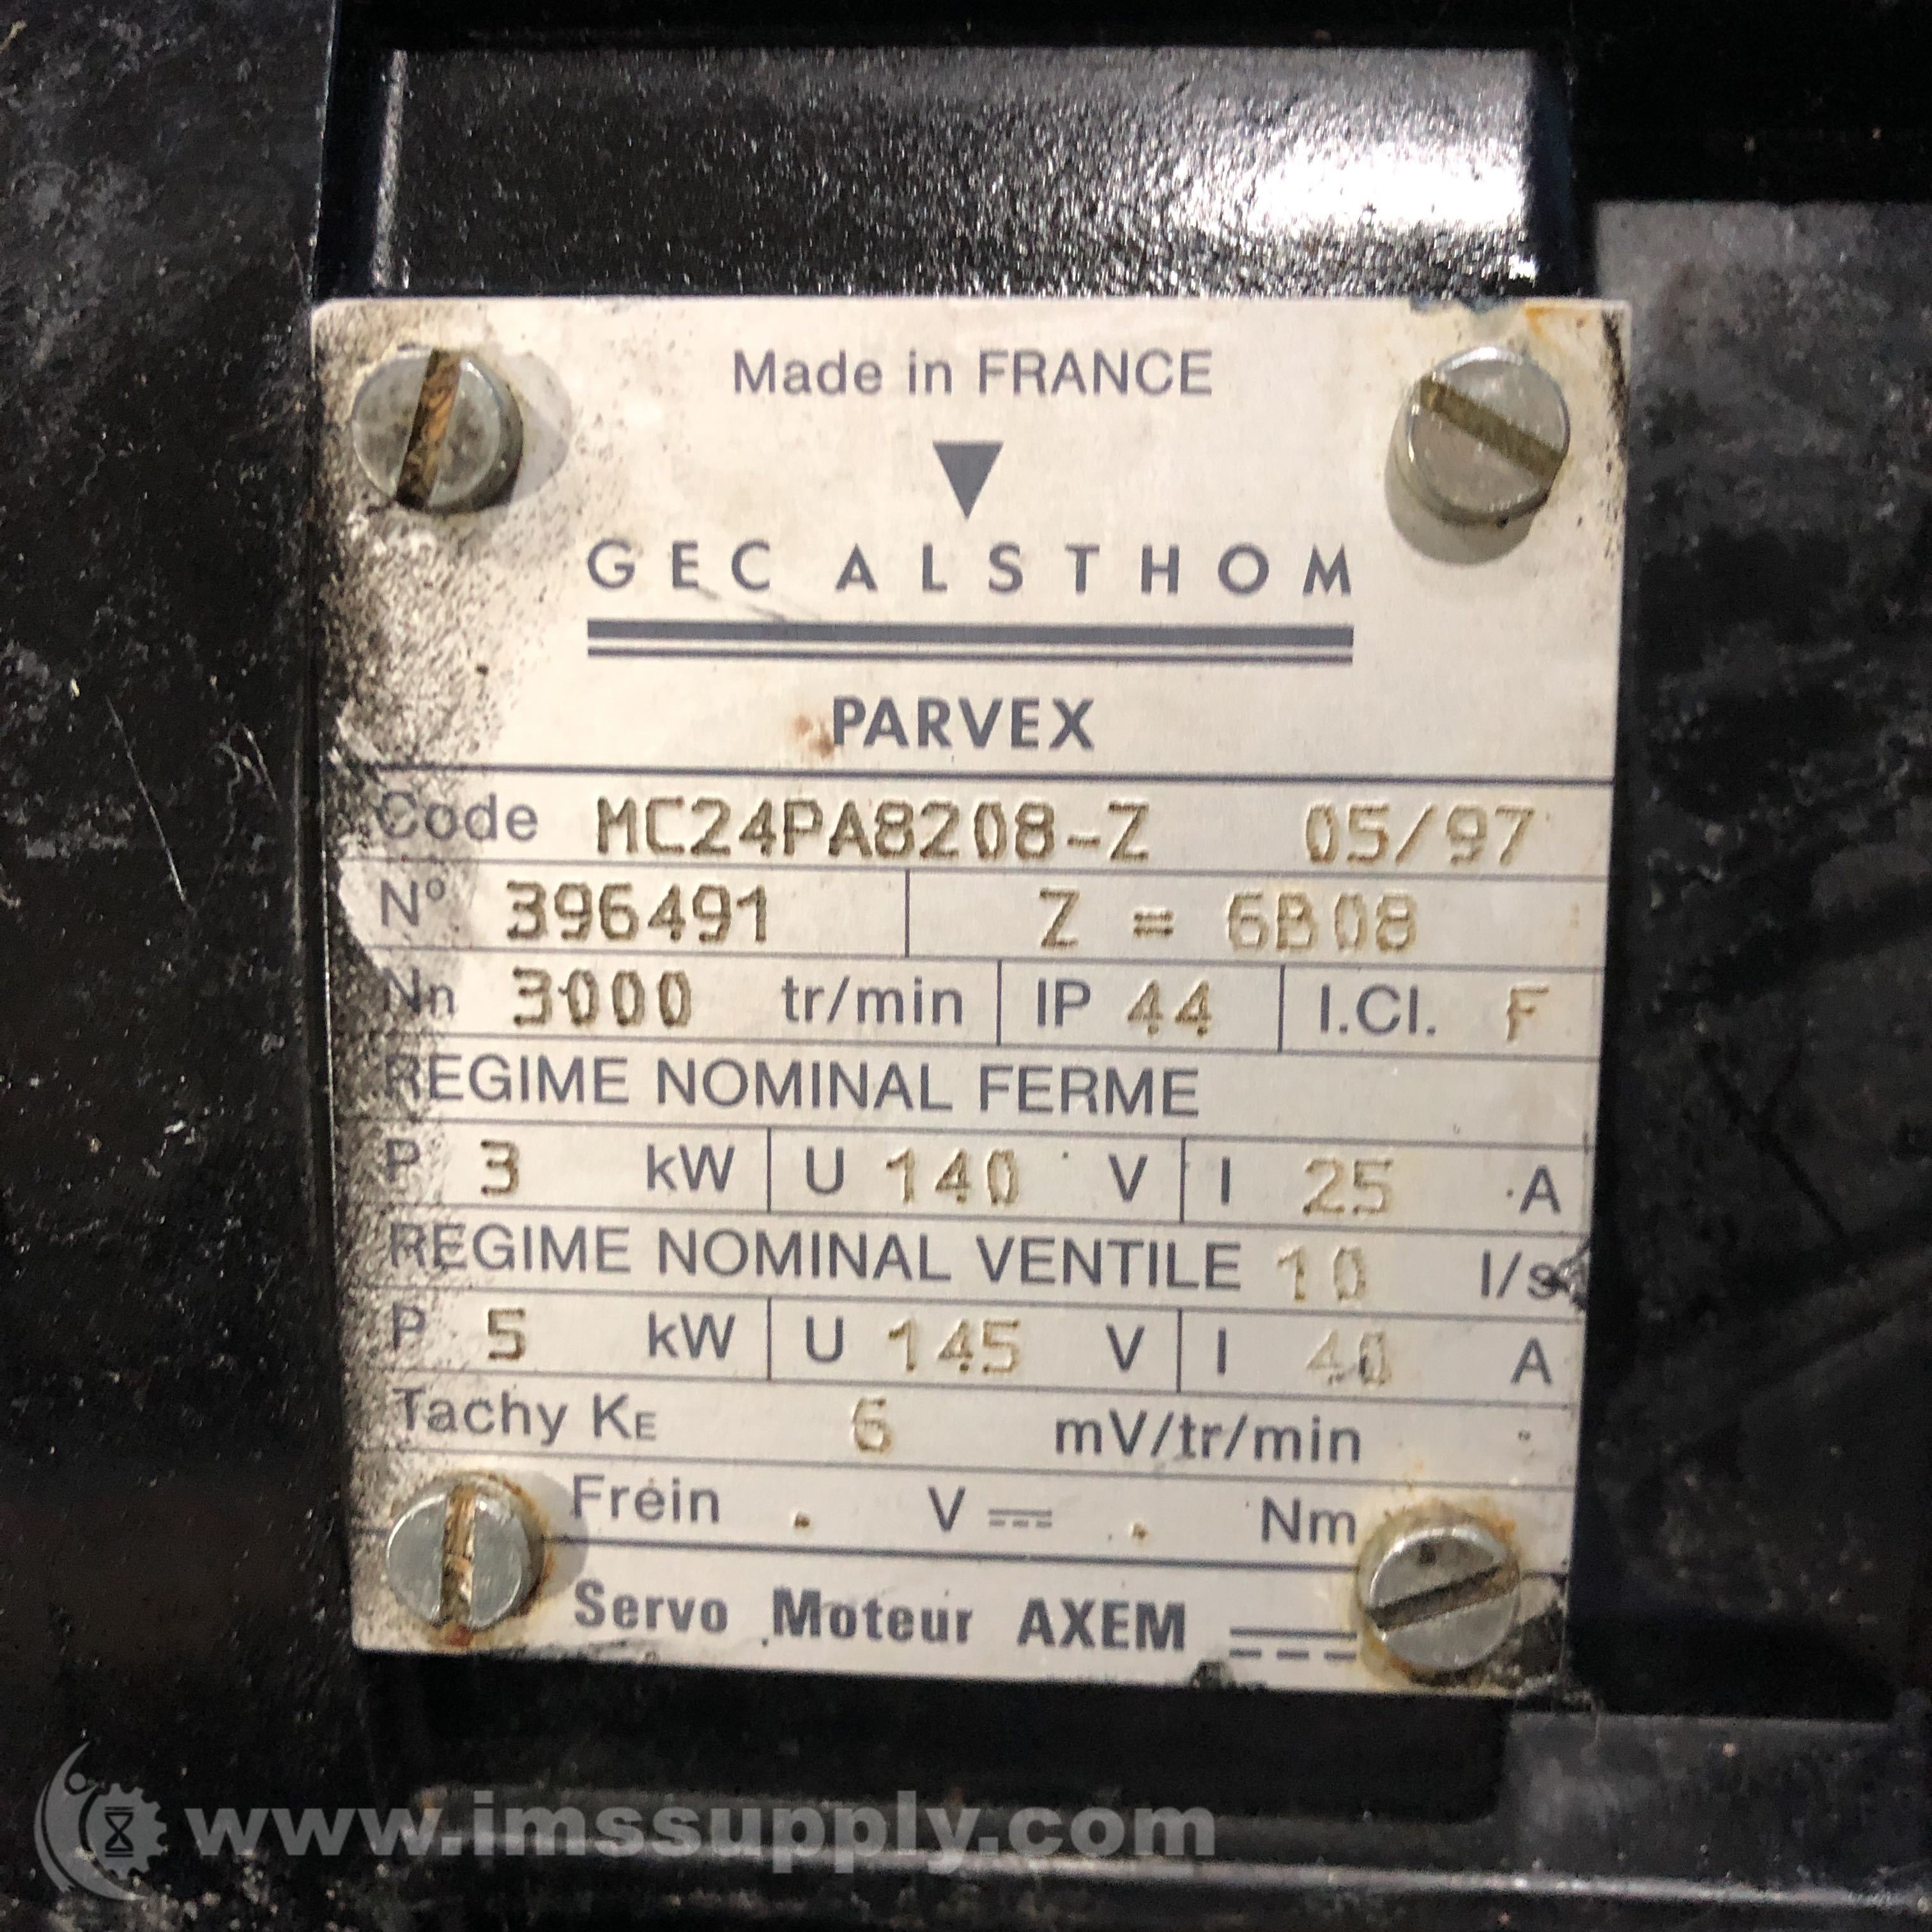 Made in FRANCE
GEC ALSTHOM
PARVEX
Code MC24PA8208-Z 05/97
Nº 396491 Z = 6B08
Nn 3000 tr/min IP 44 I.Cl. F
REGIME NOMINAL FERME
P 3 kW U 140 V I 25 A
REGIME NOMINAL VENTILE 10 l/s
P 5 kW U 145 V I 40 A
Tachy KE 6 mV/tr/min
Fréin . V . Nm
Servo Moteur AXEM
www.imssupply.com